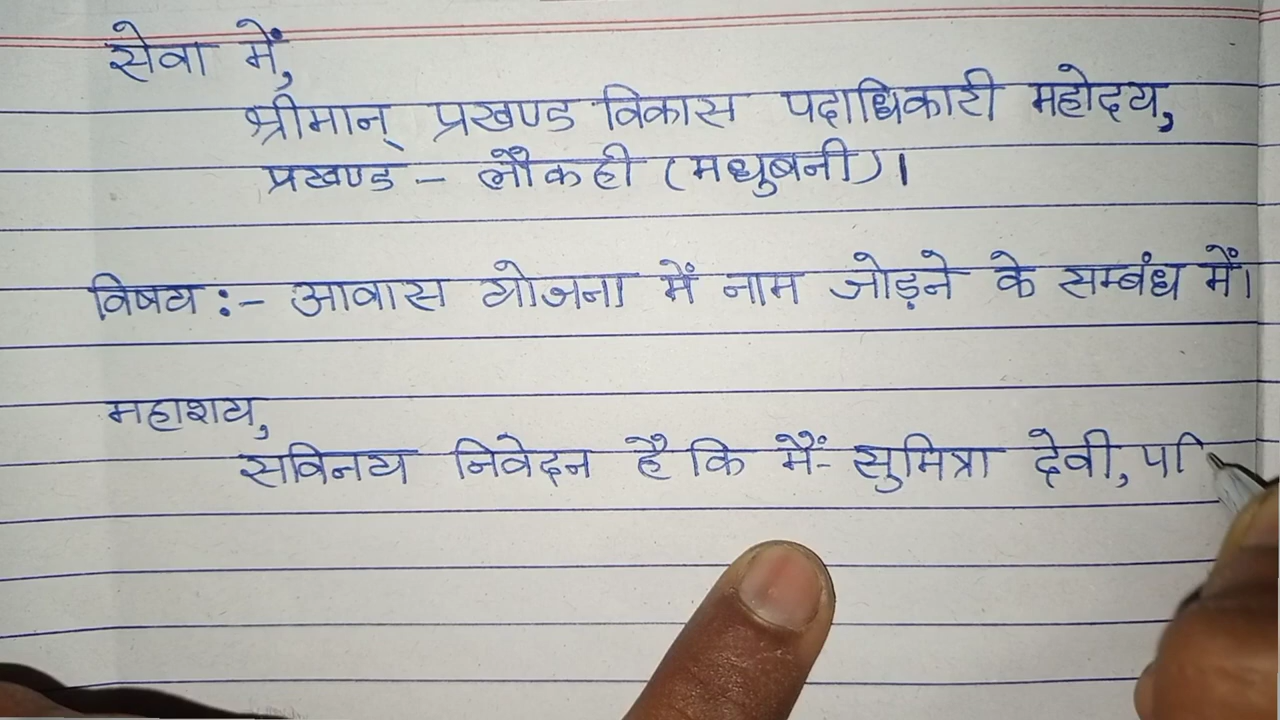 सेवा में,
श्रीमान् प्रखण्ड विकास पदाधिकारी महोदय,
प्रखण्ड - लौकही (मधुबनी)।
विषय :- आवास योजना में नाम जोड़ने के सम्बंध में।
महाशय,
सविनय निवेदन है कि मैं- सुमित्रा देवी,